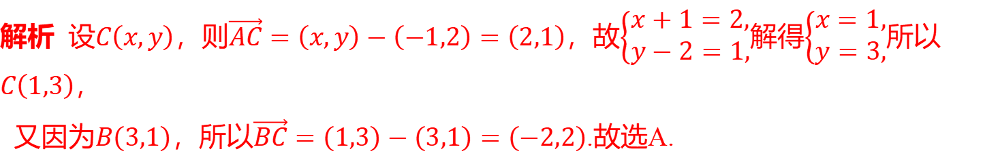 解析 设$C(x,y)$，则$\overrightarrow{AC}=(x,y)-(-1,2)=(2,1)$，故$\begin{cases}x+1=2,\\y-2=1,\end{cases}$解得$\begin{cases}x=1,\\y=3,\end{cases}$所以
$C(1,3)$，
又因为$B(3,1)$，所以$\overrightarrow{BC}=(1,3)-(3,1)=(-2,2)$.故选A.